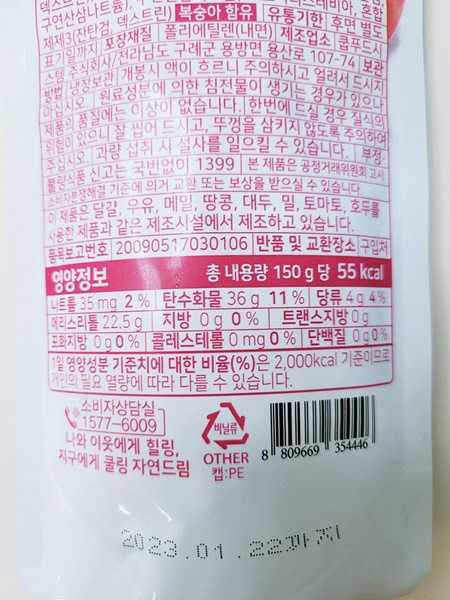 구연산삼나트륨), 
덱스트린) 복숭아 함유 유통기한 후면 별도
제제3(잔탄검, 덱스트린)
표기일까지 포장재질 폴리에틸렌(내면) 제조업소 쿨푸드시
스템 주식회사/전라남도 구례군 용방면 용산로 107-74 보관
방법 냉장보관 개봉시 액이 흐르니 주의하시고 얼려서 드시지
마십시오. 원료성분에 의한 침전물이 생기는 경우가 있으나
제품의 품질에는 이상이 없습니다. 한번에 드실 경우 질식의
위험이 있으니 잘 씹어 드시고, 뚜껑을 삼키지 않도록 주의하여
주십시오. 과량 섭취 시 설사를 일으킬 수 있습니다. 부정·
불량식품 신고는 국번없이 1399 본 제품은 공정거래위원회 고시
소비자분쟁해결 기준에 의거 교환 또는 보상을 받으실 수 있습니다.
이 제품은 달걀, 우유, 메밀, 땅콩, 대두, 밀, 토마토, 호두를
사용한 제품과 같은 제조시설에서 제조하고 있습니다.
품목보고번호 20090517030106 반품 및 교환장소 구입처
영양정보 총 내용량 150 g 당 55 kcal
나트륨 35 mg 2 % 탄수화물 36 g 11 % 당류 4 g 4 %
에리스리톨 22.5 g 지방 0 g 0 % 트랜스지방 0 g
포화지방 0 g 0 % 콜레스테롤 0 mg 0 % 단백질 0 g 0 %
1일 영양성분 기준치에 대한 비율(%)은 2,000kcal 기준이므로
개인의 필요 열량에 따라 다를 수 있습니다.
소비자상담실
1577-6009
나와 이웃에게 힐링,
지구에게 쿨링 자연드림
비닐류
OTHER
캡:PE
8 809669 354446
2023.01.22까지